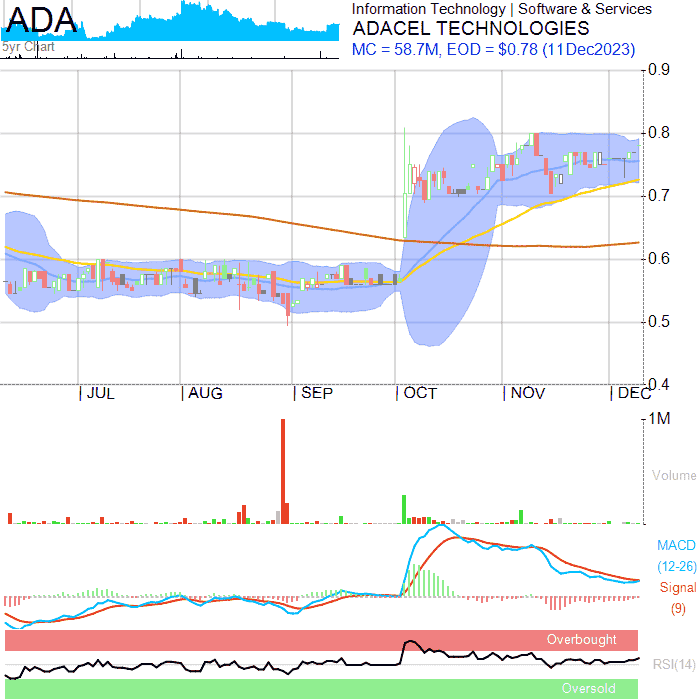 ADA
5yr Chart
Information Technology | Software & Services
ADACEL TECHNOLOGIES
MC = 58.7M, EOD = $0.78 (11Dec2023)
0.9
0.8
0.7
0.6
0.5
0.4
| JUL | AUG | SEP | OCT | NOV | DEC
1M
Volume
MACD
(12-26)
Signal
(9)
Overbought
RSI(14)
Oversold